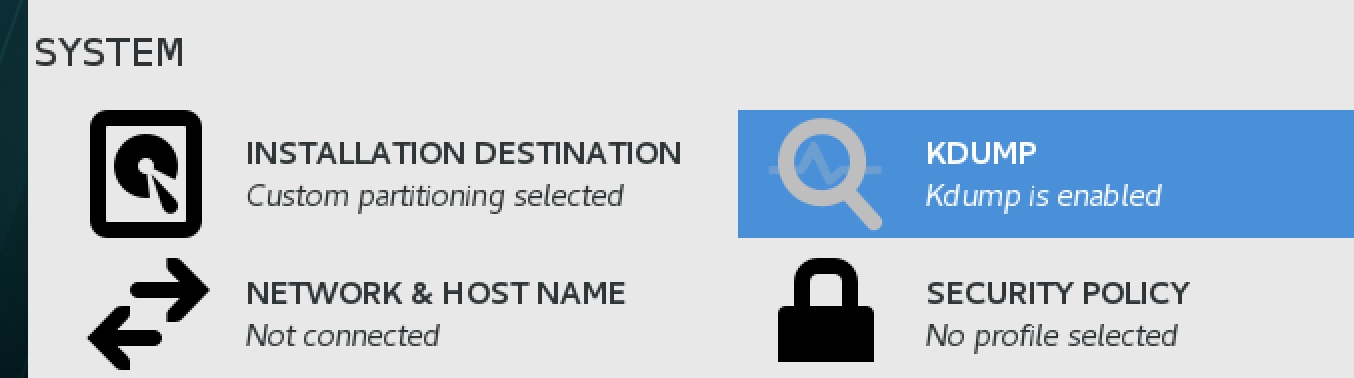 SYSTEM
INSTALLATION DESTINATION
Custom partitioning selected
KDUMP
Kdump is enabled
NETWORK & HOST NAME
Not connected
SECURITY POLICY
No profile selected